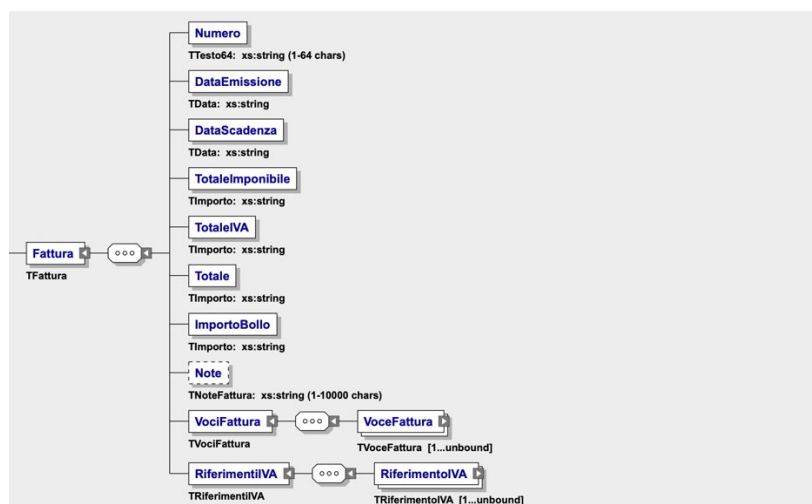 Numero
TTesto64: xs:string (1-64 chars)
DataEmissione
TData: xs:string
DataScadenza
TData: xs:string
TotaleImponibile
TImporto: xs:string
TotaleIVA
TImporto: xs:string
Fattura
TFattura
Totale
TImporto: xs:string
ImportoBollo
TImporto: xs:string
Note
TNoteFattura: xs:string (1-10000 chars)
VociFattura
TVociFattura
VoceFattura
TVoceFattura [1...unbound]
RiferimentiIVA
TRiferimentiIVA
RiferimentoIVA
TRiferimentoIVA [1...unbound]